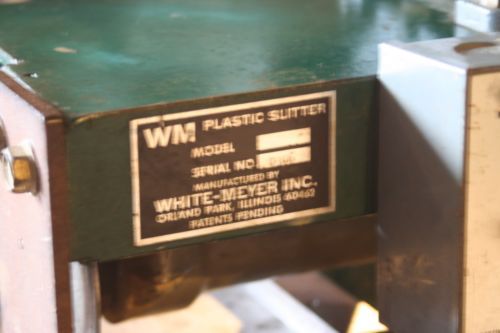 WM PLASTIC SLITTER
MODEL
SERIAL NO.
MANUFACTURED BY
WHITE-MEYER INC.
ORLAND PARK, ILLINOIS 60462
PATENTS PENDING